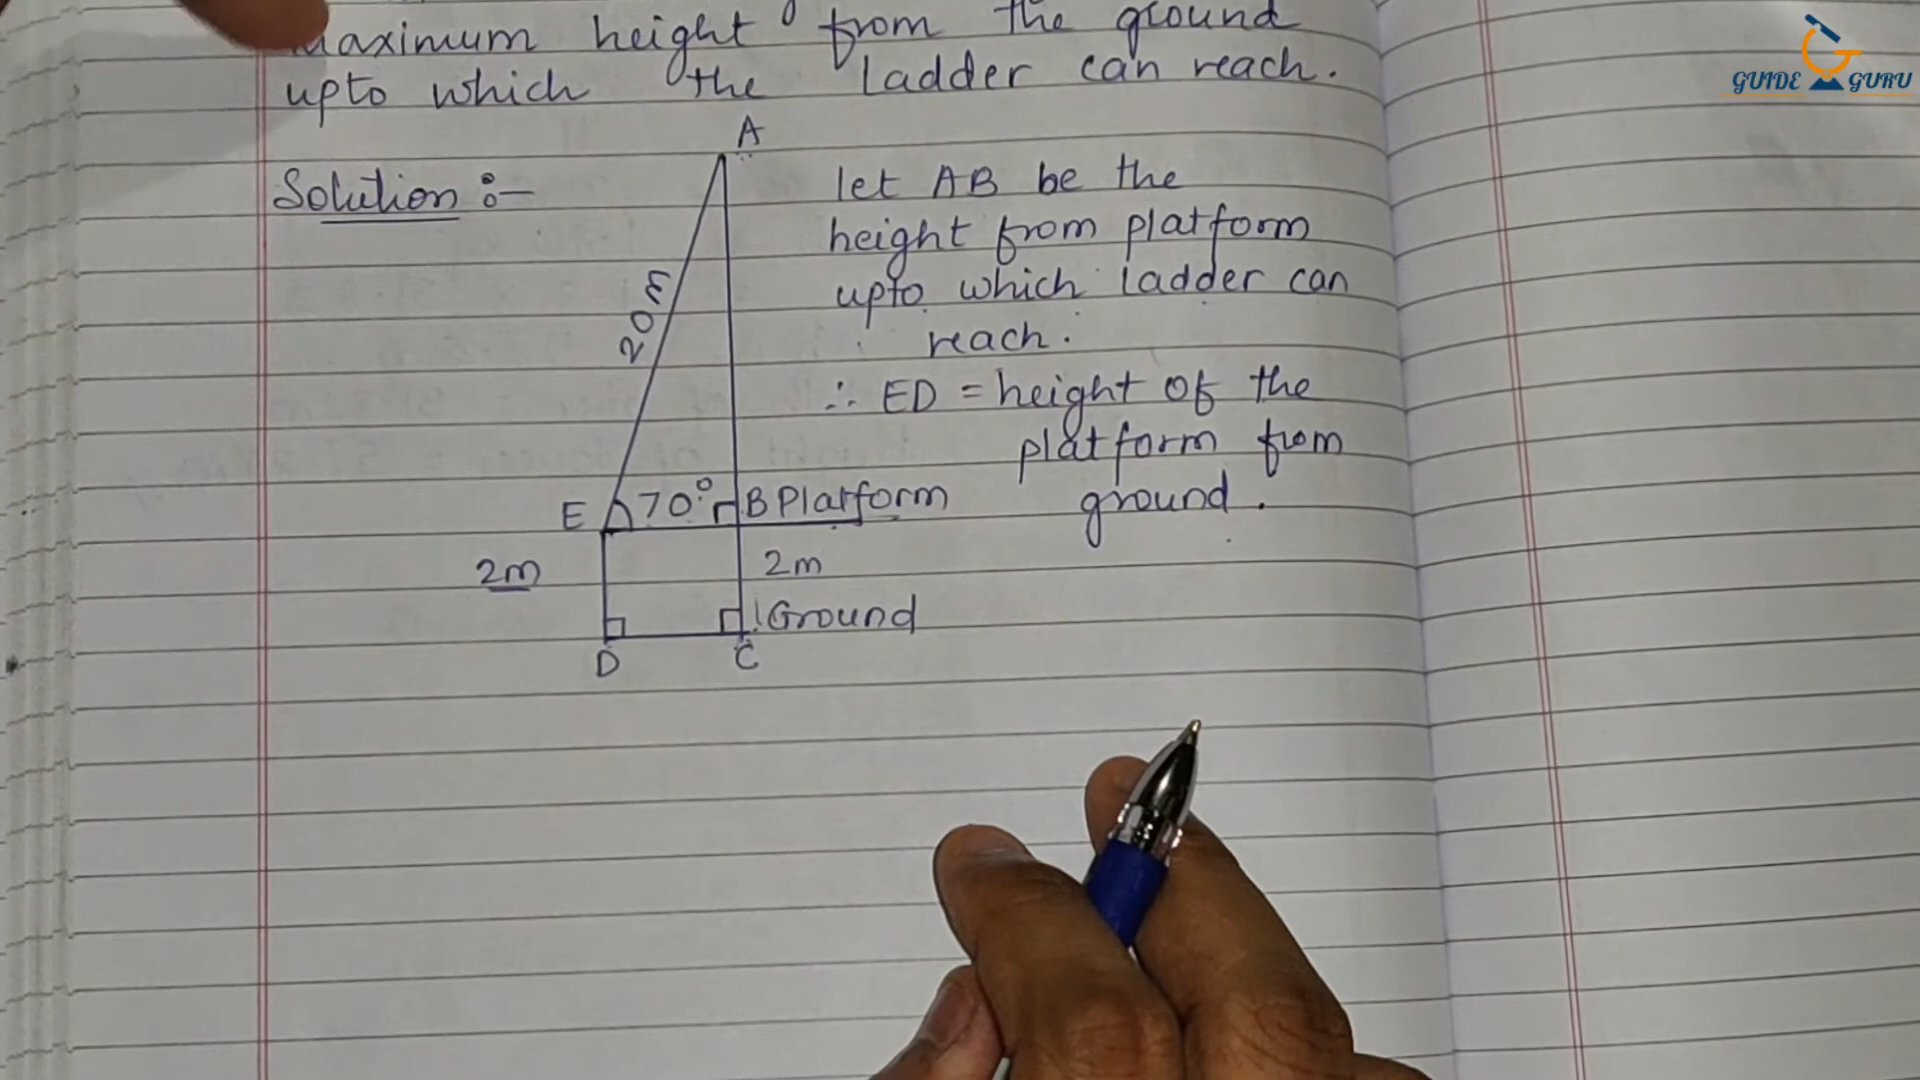 Maximum height from the ground
upto which the ladder can reach.
GUIDE GURU
Solution :-
A
let AB be the
height from platform
upto which ladder can
reach.
∴ ED = height of the
platform from
ground.
20m
E 70° B Platform
2m 2m
Ground
D C